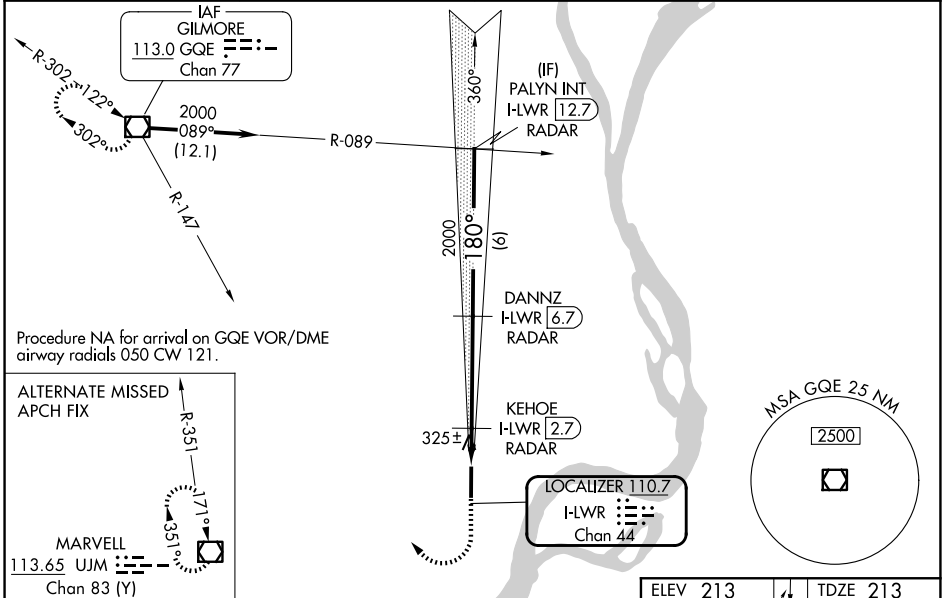 IAF
GILMORE
113.0 GQE
Chan 77
R-302
122°
302°
2000
089°
(12.1)
R-089
R-147
360°
(IF)
PALYN INT
I-LWR 12.7
RADAR
2000
180°
(6)
DANNZ
I-LWR 6.7
RADAR
Procedure NA for arrival on GQE VOR/DME
airway radials 050 CW 121.
KEHOE
I-LWR 2.7
RADAR
325±
LOCALIZER 110.7
I-LWR
Chan 44
ALTERNATE MISSED
APCH FIX
R-351
171°
351°
MARVELL
113.65 UJM
Chan 83 (Y)
MSA GQE 25 NM
2500
ELEV 213
TDZE 213